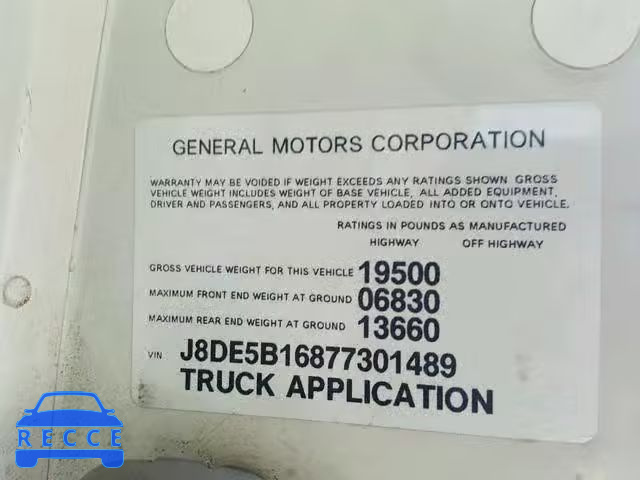 GENERAL MOTORS CORPORATION
WARRANTY MAY BE VOIDED IF WEIGHT EXCEEDS ANY RATINGS SHOWN. GROSS
VEHICLE WEIGHT INCLUDES WEIGHT OF BASE VEHICLE, ALL ADDED EQUIPMENT,
DRIVER AND PASSENGERS, AND ALL PROPERTY LOADED INTO OR ONTO VEHICLE.
RATINGS IN POUNDS AS MANUFACTURED
HIGHWAY OFF HIGHWAY
GROSS VEHICLE WEIGHT FOR THIS VEHICLE 19500
MAXIMUM FRONT END WEIGHT AT GROUND 06830
MAXIMUM REAR END WEIGHT AT GROUND 13660
VIN J8DE5B16877301489
TRUCK APPLICATION
RECCE